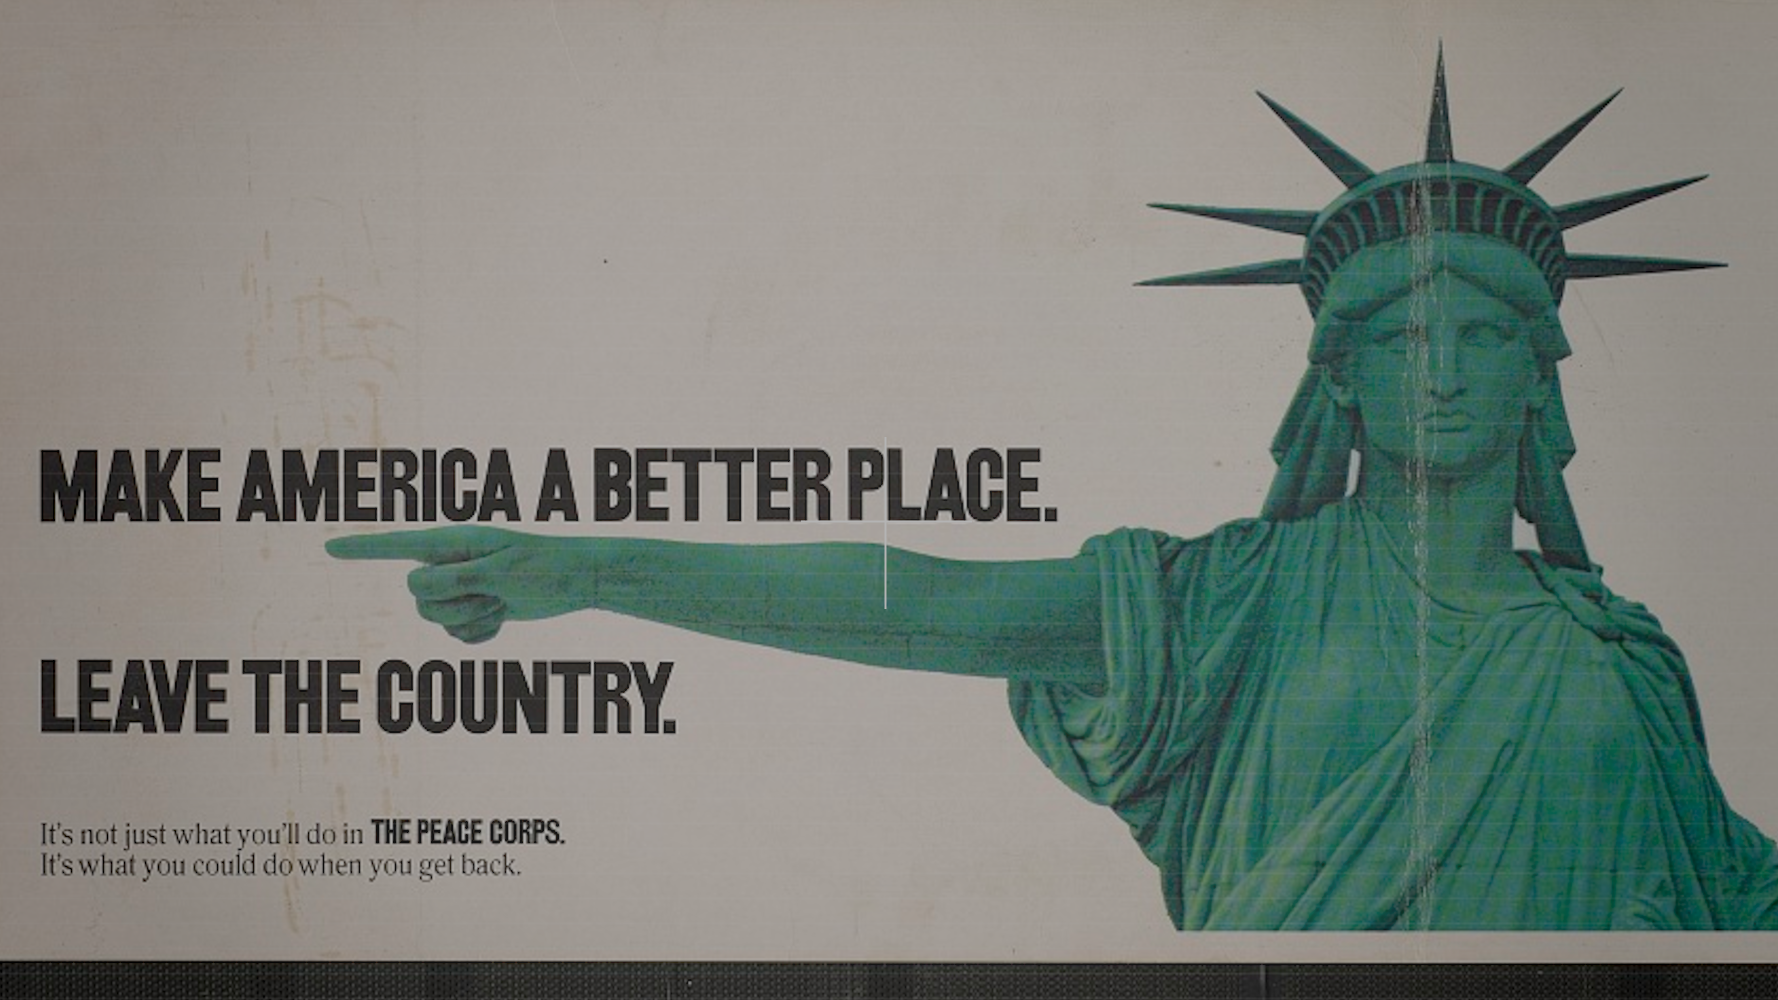 MAKE AMERICA A BETTER PLACE.
LEAVE THE COUNTRY.
It's not just what you'll do in THE PEACE CORPS.
It's what you could do when you get back.